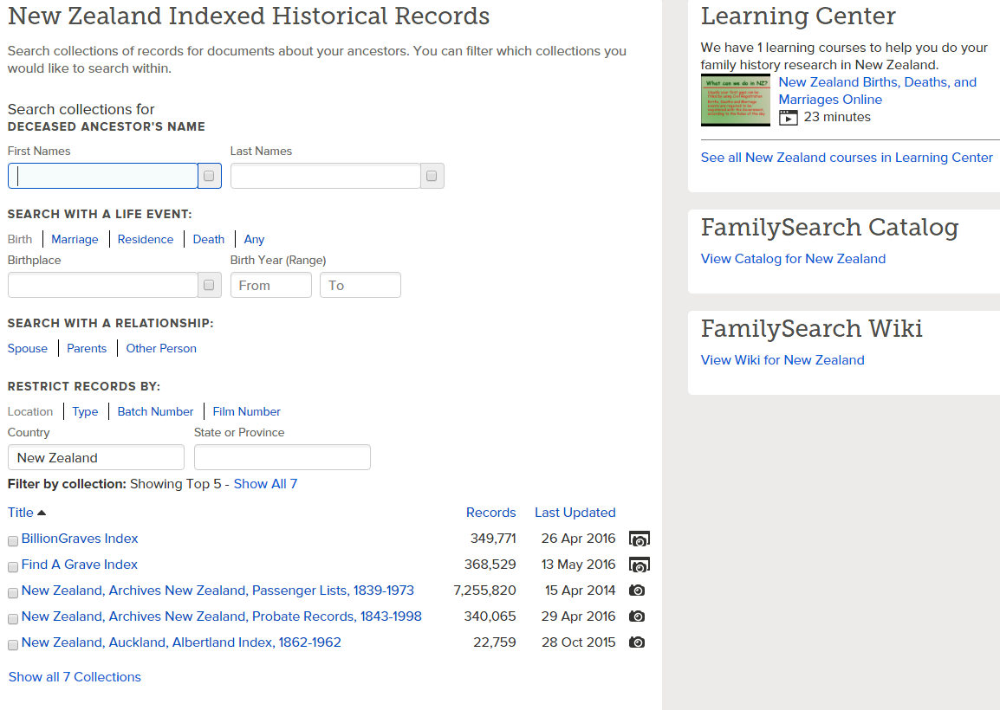 New Zealand Indexed Historical Records
Search collections of records for documents about your ancestors. You can filter which collections you
would like to search within.
Search collections for
DECEASED ANCESTOR'S NAME
First Names Last Names
SEARCH WITH A LIFE EVENT:
Birth Marriage Residence Death Any
Birthplace Birth Year (Range)
From To
SEARCH WITH A RELATIONSHIP:
Spouse Parents Other Person
RESTRICT RECORDS BY:
Location Type Batch Number Film Number
Country State or Province
New Zealand
Filter by collection: Showing Top 5 - Show All 7
Title Records Last Updated
BillionGraves Index 349,771 26 Apr 2016
Find A Grave Index 368,529 13 May 2016
New Zealand, Archives New Zealand, Passenger Lists, 1839-1973 7,255,820 15 Apr 2014
New Zealand, Archives New Zealand, Probate Records, 1843-1998 340,065 29 Apr 2016
New Zealand, Auckland, Albertland Index, 1862-1962 22,759 28 Oct 2015
Show all 7 Collections
Learning Center
We have 1 learning courses to help you do your
family history research in New Zealand.
What can we do in NZ?
New Zealand Births, Deaths, and
Marriages Online
23 minutes
See all New Zealand courses in Learning Center
FamilySearch Catalog
View Catalog for New Zealand
FamilySearch Wiki
View Wiki for New Zealand